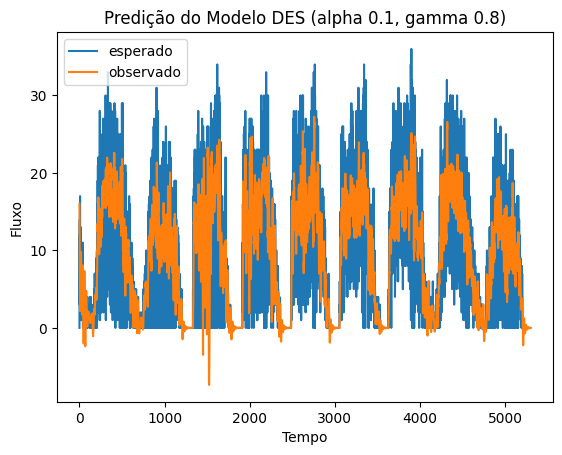 Predição do Modelo DES (alpha 0.1, gamma 0.8)
esperado
observado
Fluxo
30
20
10
0
0 1000 2000 3000 4000 5000
Tempo